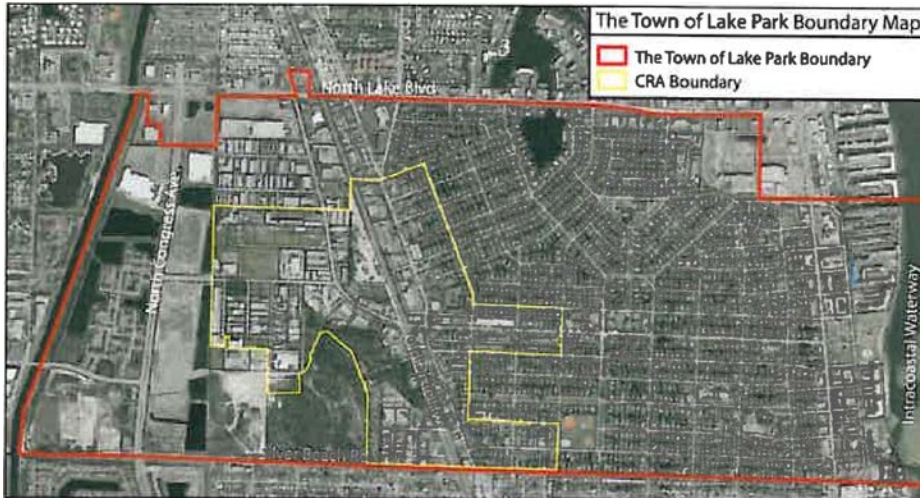 The Town of Lake Park Boundary Map
The Town of Lake Park Boundary
CRA Boundary
North Lake Blvd
North Congress Ave
Intracoastal Waterway